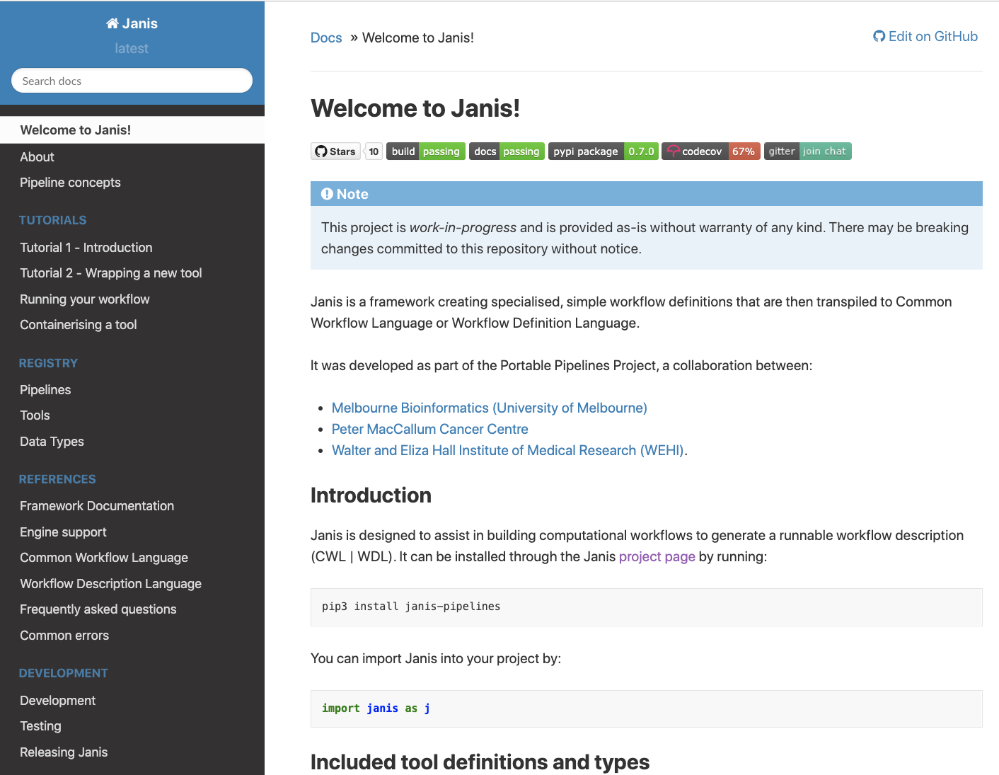 Janis
latest
Search docs
Welcome to Janis!
About
Pipeline concepts
TUTORIALS
Tutorial 1 - Introduction
Tutorial 2 - Wrapping a new tool
Running your workflow
Containerising a tool
REGISTRY
Pipelines
Tools
Data Types
REFERENCES
Framework Documentation
Engine support
Common Workflow Language
Workflow Description Language
Frequently asked questions
Common errors
DEVELOPMENT
Development
Testing
Releasing Janis
Docs » Welcome to Janis!
Edit on GitHub
Welcome to Janis!
Stars 10 build passing docs passing pypi package 0.7.0 codecov 67% gitter join chat
Note
This project is work-in-progress and is provided as-is without warranty of any kind. There may be breaking
changes committed to this repository without notice.
Janis is a framework creating specialised, simple workflow definitions that are then transpiled to Common
Workflow Language or Workflow Definition Language.
It was developed as part of the Portable Pipelines Project, a collaboration between:
• Melbourne Bioinformatics (University of Melbourne)
• Peter MacCallum Cancer Centre
• Walter and Eliza Hall Institute of Medical Research (WEHI).
Introduction
Janis is designed to assist in building computational workflows to generate a runnable workflow description
(CWL | WDL). It can be installed through the Janis project page by running:
pip3 install janis-pipelines
You can import Janis into your project by:
import janis as j
Included tool definitions and types